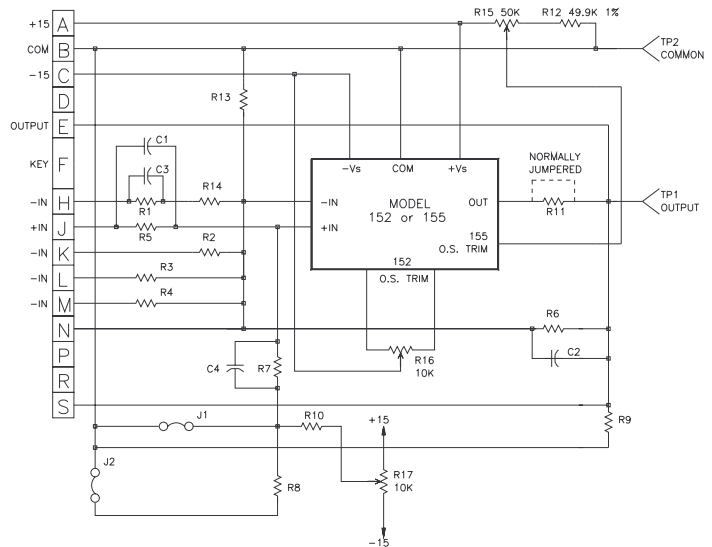 +15 A
R15 50K
R12 49.9K 1%
COM B
TP2
COMMON
-15 C
D
R13
OUTPUT E
C1
KEY F
C3
-Vs
COM
+Vs
NORMALLY
JUMPERED
R14
-IN H
-IN
MODEL
152 or 155
OUT
TP1
OUTPUT
R1
R11
+IN J
+IN
R5
155
O.S. TRIM
R2
-IN K
152
O.S. TRIM
R3
-IN L
R4
-IN M
R6
N
P
C2
C4
R7
R16
10K
R
S
J1
R10
+15
R9
J2
R17
10K
R8
-15